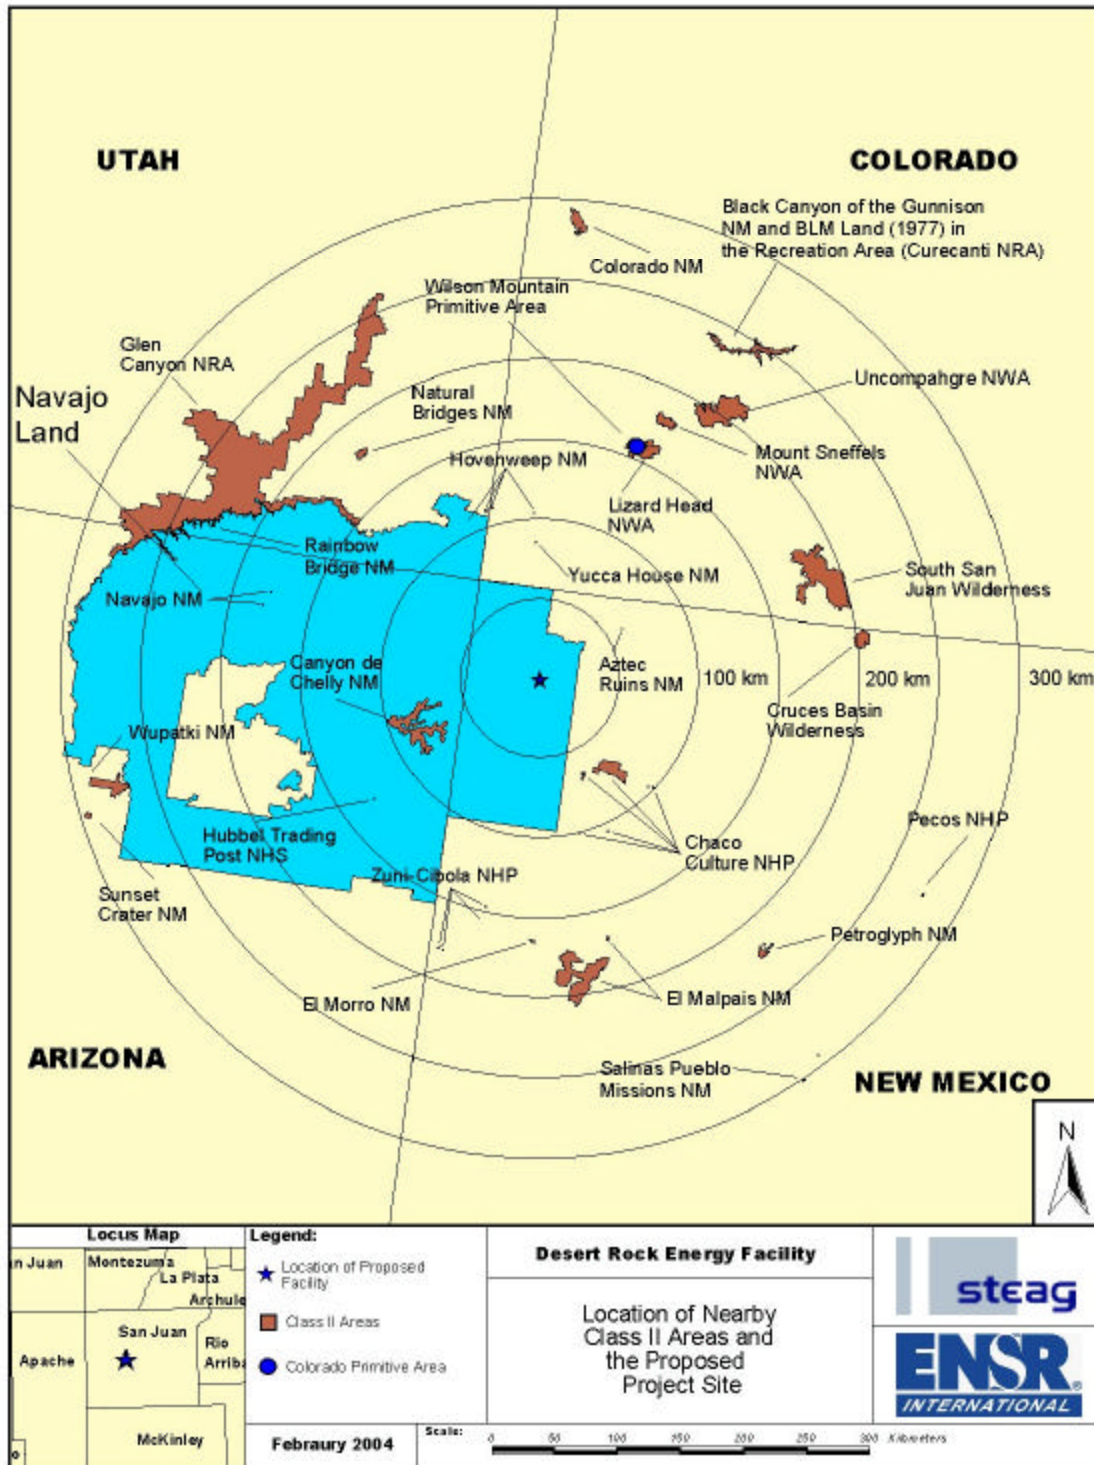 UTAH
COLORADO
Black Canyon of the Gunnison
NM and BLM Land (1977) in
the Recreation Area (Curecanti NRA)
Colorado NM
Wilson Mountain
Primitive Area
Glen
Canyon NRA
Uncompahgre NWA
Navajo
Land
Natural
Bridges NM
Mount Sneffels
NWA
Hovenweep NM
Lizard Head
NWA
Rainbow
Bridge NM
Yucca House NM
South San
Juan Wilderness
Navajo NM
Canyon de
Chelly NM
Aztec
Ruins NM
100 km
200 km
300 km
Cruces Basin
Wilderness
Wupatki NM
Hubbel Trading
Post NHS
Chaco
Culture NHP
Pecos NHP
Zuni-Cibola NHP
Sunset
Crater NM
Petroglyph NM
El Morro NM
El Malpais NM
ARIZONA
Salinas Pueblo
Missions NM
NEW MEXICO
N
Locus Map
n Juan
Montezuma
La Plata
Archule
San Juan
Rio
Arriba
Apache
McKinley
o
Legend:
Location of Proposed
Facility
Class II Areas
Colorado Primitive Area
Febraury 2004
Desert Rock Energy Facility
Location of Nearby
Class II Areas and
the Proposed
Project Site
Scale:
0 50 100 150 200 250 300 Kilometers
steag
ENSR®
INTERNATIONAL